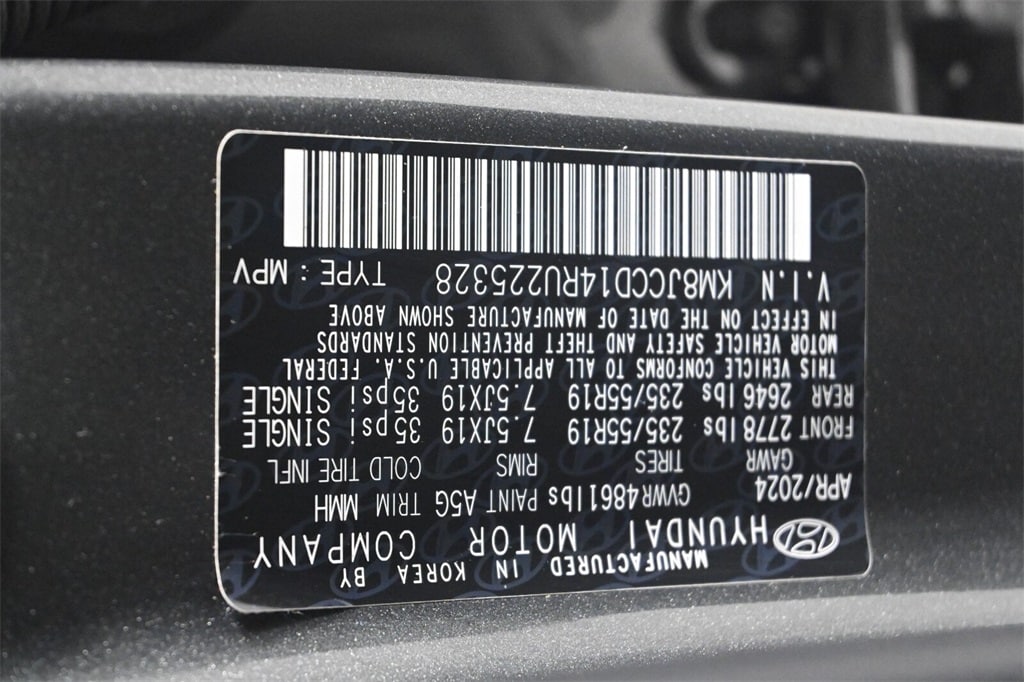 MANUFACTURED IN KOREA BY
HYUNDAI MOTOR COMPANY
APR/2024 GVWR 4861lbs PAINT A5G TRIM MMH
GAWR TIRES RIMS COLD TIRE INFL
FRONT 2778lbs 235/55R19 7.5JX19 35psi SINGLE
REAR 2646lbs 235/55R19 7.5JX19 35psi SINGLE
THIS VEHICLE CONFORMS TO ALL APPLICABLE U.S.A. FEDERAL
MOTOR VEHICLE SAFETY AND THEFT PREVENTION STANDARDS
IN EFFECT ON THE DATE OF MANUFACTURE SHOWN ABOVE
V.I.N KM8JCCD14RU225328 TYPE : MPV